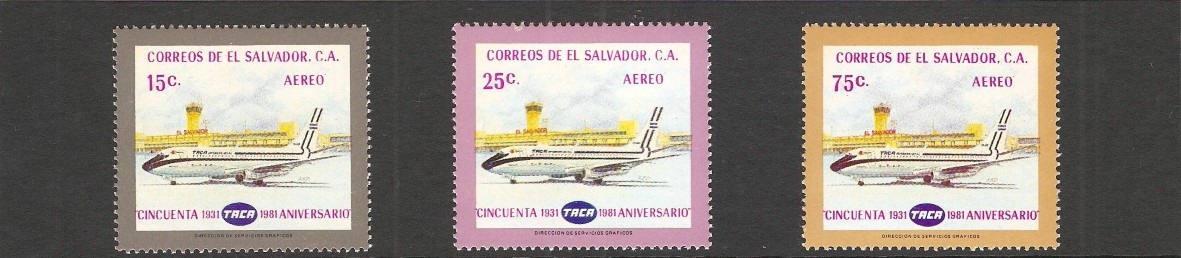 CORREOS DE EL SALVADOR, C.A.
15c. AEREO
EL SALVADOR
TACA
"CINCUENTA 1931 TACA 1981 ANIVERSARIO"
DIRECCION DE SERVICIOS GRAFICOS
CORREOS DE EL SALVADOR, C.A.
25c. AEREO
EL SALVADOR
TACA
"CINCUENTA 1931 TACA 1981 ANIVERSARIO"
DIRECCION DE SERVICIOS GRAFICOS
CORREOS DE EL SALVADOR, C.A.
75c. AEREO
EL SALVADOR
TACA
"CINCUENTA 1931 TACA 1981 ANIVERSARIO"
DIRECCION DE SERVICIOS GRAFICOS